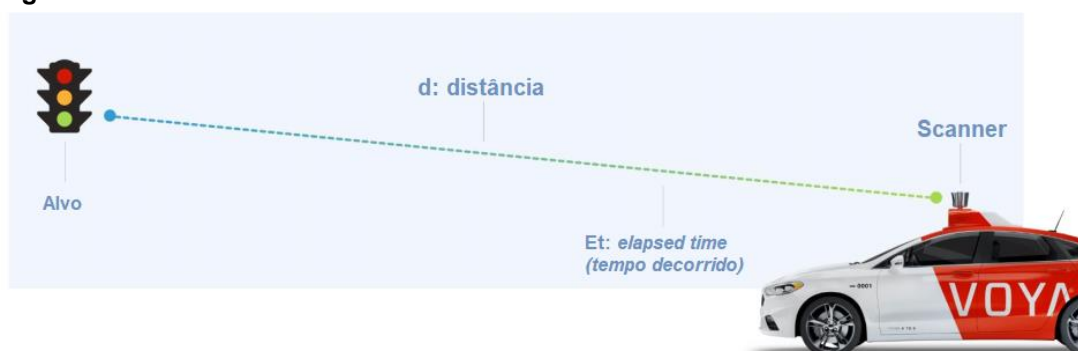 d: distância
Scanner
Alvo
Et: elapsed time
(tempo decorrido)
VOYA